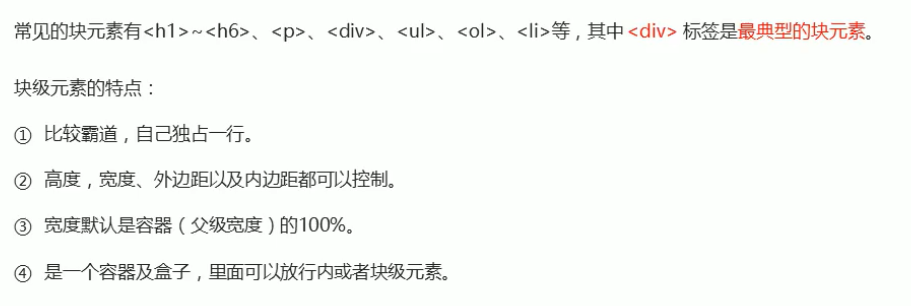 常见的块元素有<h1>~<h6>、<p>、<div>、<ul>、<ol>、<li>等，其中<div> 标签是最典型的块元素。
块级元素的特点：
① 比较霸道，自己独占一行。
② 高度，宽度、外边距以及内边距都可以控制。
③ 宽度默认是容器（父级宽度）的100%。
④ 是一个容器及盒子，里面可以放行内或者块级元素。